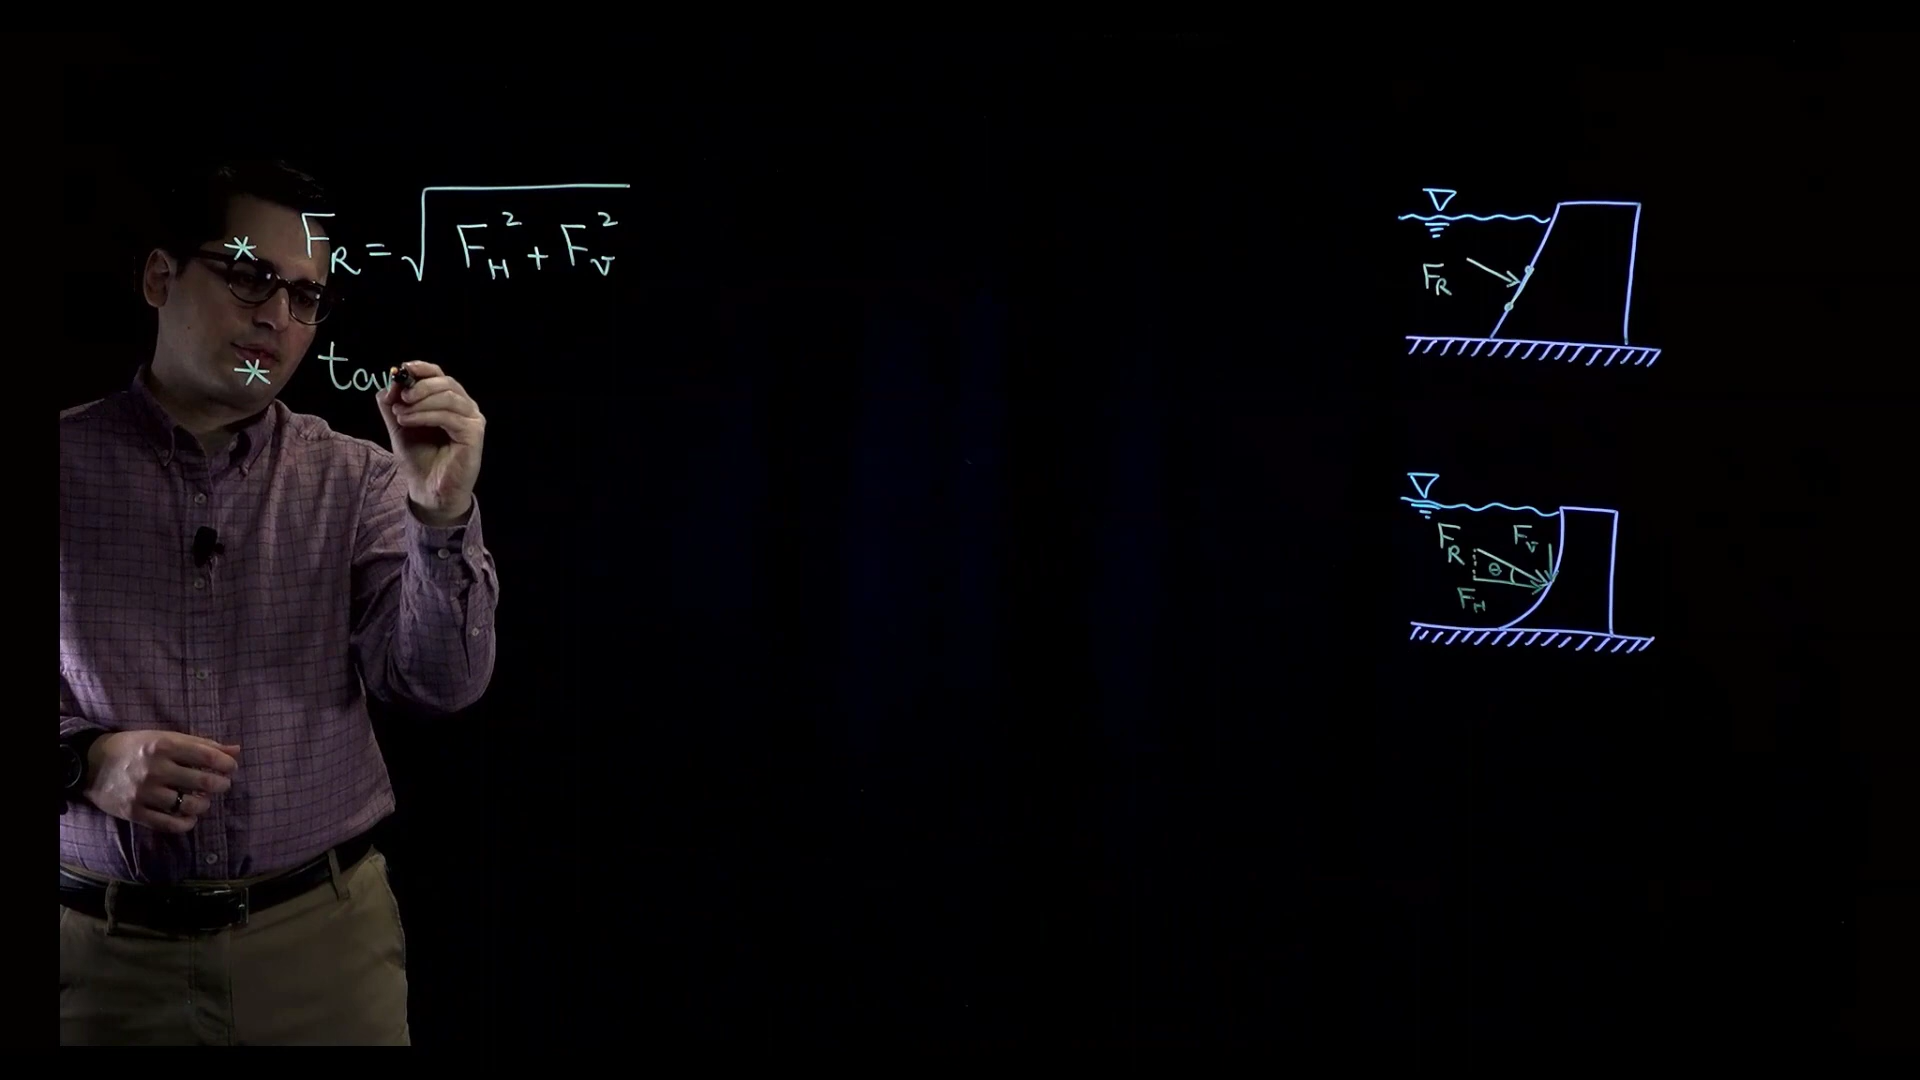 * F_R = √(F_H² + F_V²)
* tan
F_R
F_R F_V
θ
F_H